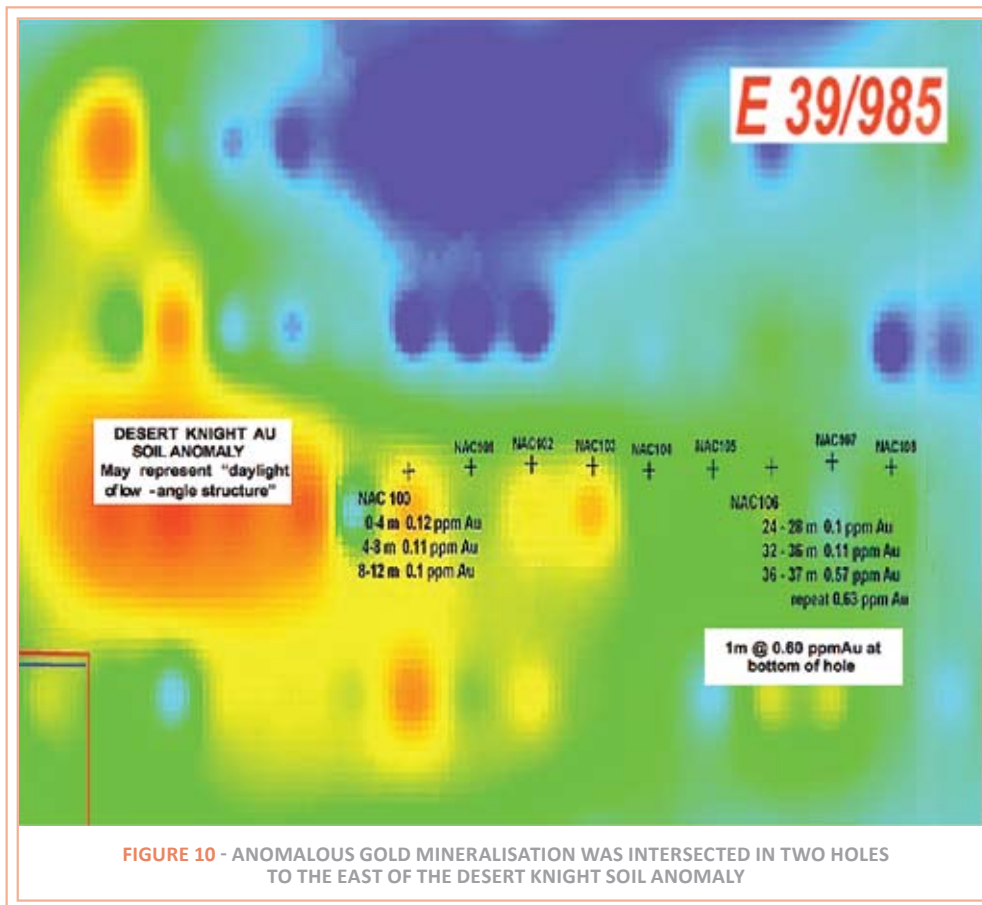 E 39/985
DESERT KNIGHT AU
SOIL ANOMALY
May represent "daylight
of low -angle structure"
NAC102
NAC103
NAC104
NAC105
NAC107
NAC108
NAC 100
0-4 m 0.12 ppm Au
4-8 m 0.11 ppm Au
8-12 m 0.1 ppm Au
NAC106
24 - 28 m 0.1 ppm Au
32 - 36 m 0.11 ppm Au
36 - 37 m 0.57 ppm Au
repeat 0.63 ppm Au
1m @ 0.60 ppmAu at
bottom of hole
FIGURE 10 - ANOMALOUS GOLD MINERALISATION WAS INTERSECTED IN TWO HOLES
TO THE EAST OF THE DESERT KNIGHT SOIL ANOMALY